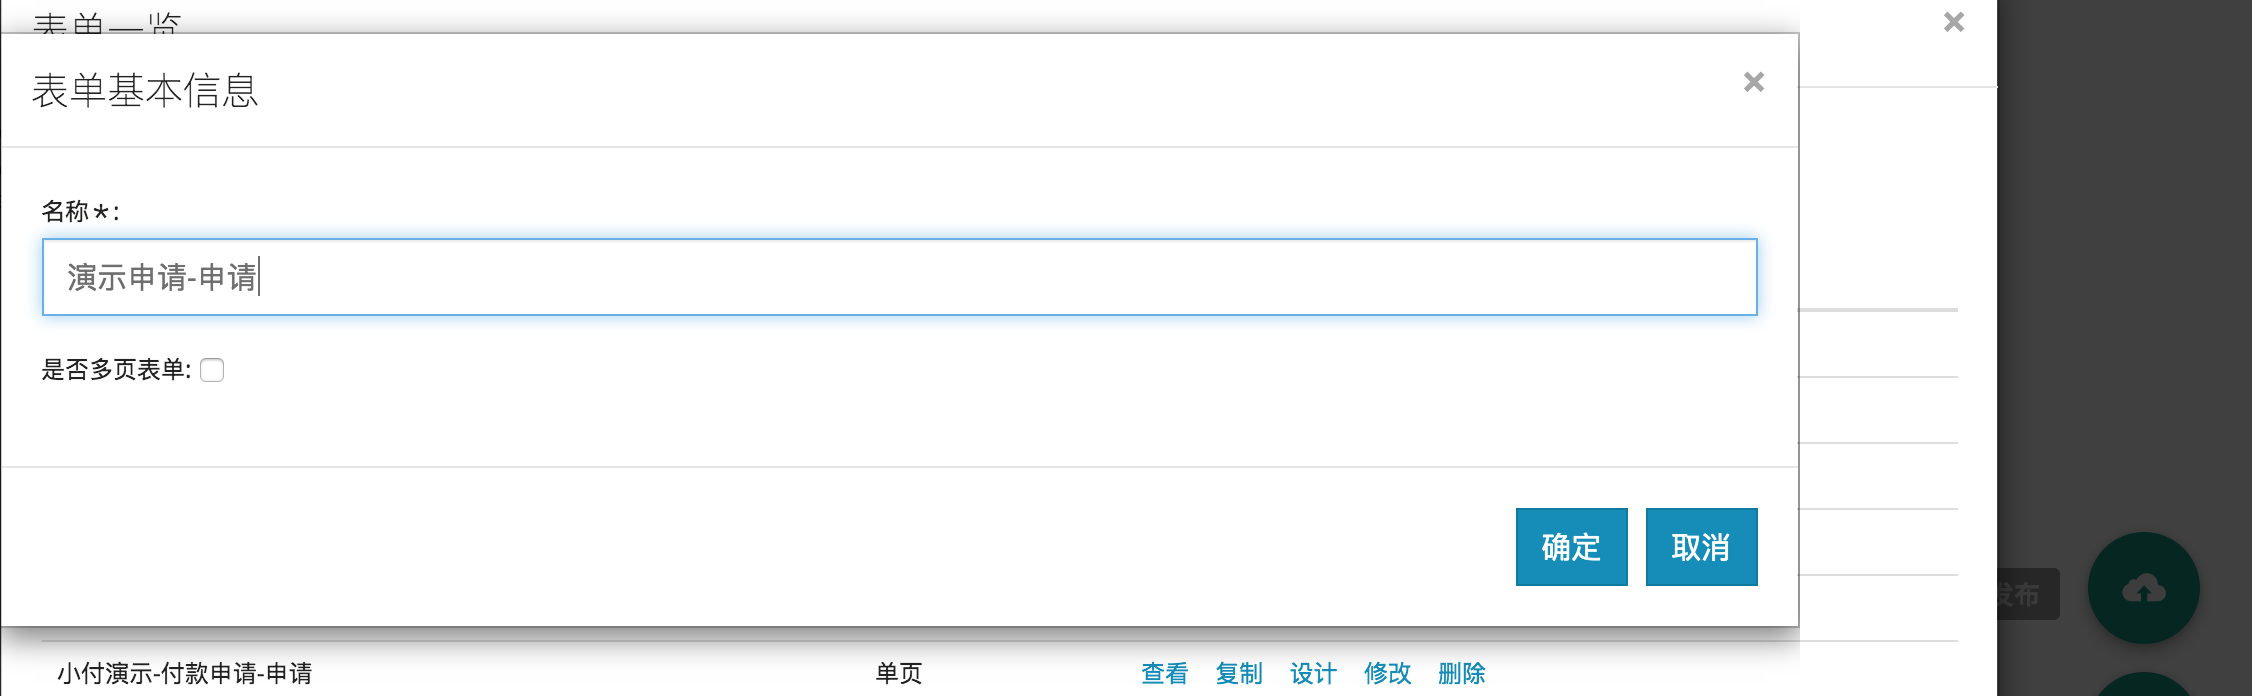 表单一览
×
表单基本信息
×
名称*:
演示申请-申请
是否多页表单:
确定 取消
发布
小付演示-付款申请-申请 单页 查看 复制 设计 修改 删除